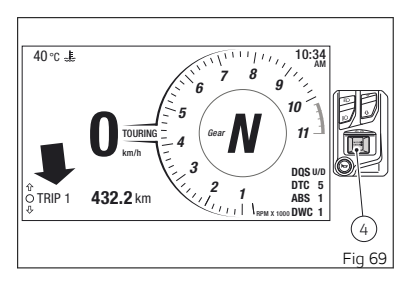 40 °C
10:34
AM
0
TOURING
km/h
Gear
N
1
2
3
4
5
6
7
8
9
10
11
RPM X 1000
DQS U/D
DTC 5
ABS 1
DWC 1
TRIP 1
432.2 km
4
Fig 69